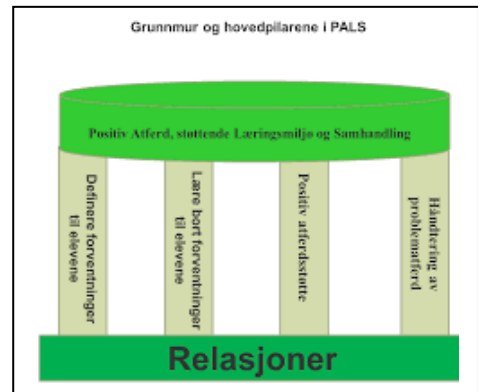 Grunnmur og hovedpilarene i PALS
Positiv Atferd, støttende Læringsmiljø og Samhandling
Definere forventninger
til elevene
Lære bort forventninger
til elevene
Positiv atferdsstøtte
Håndtering av
problematferd
Relasjoner